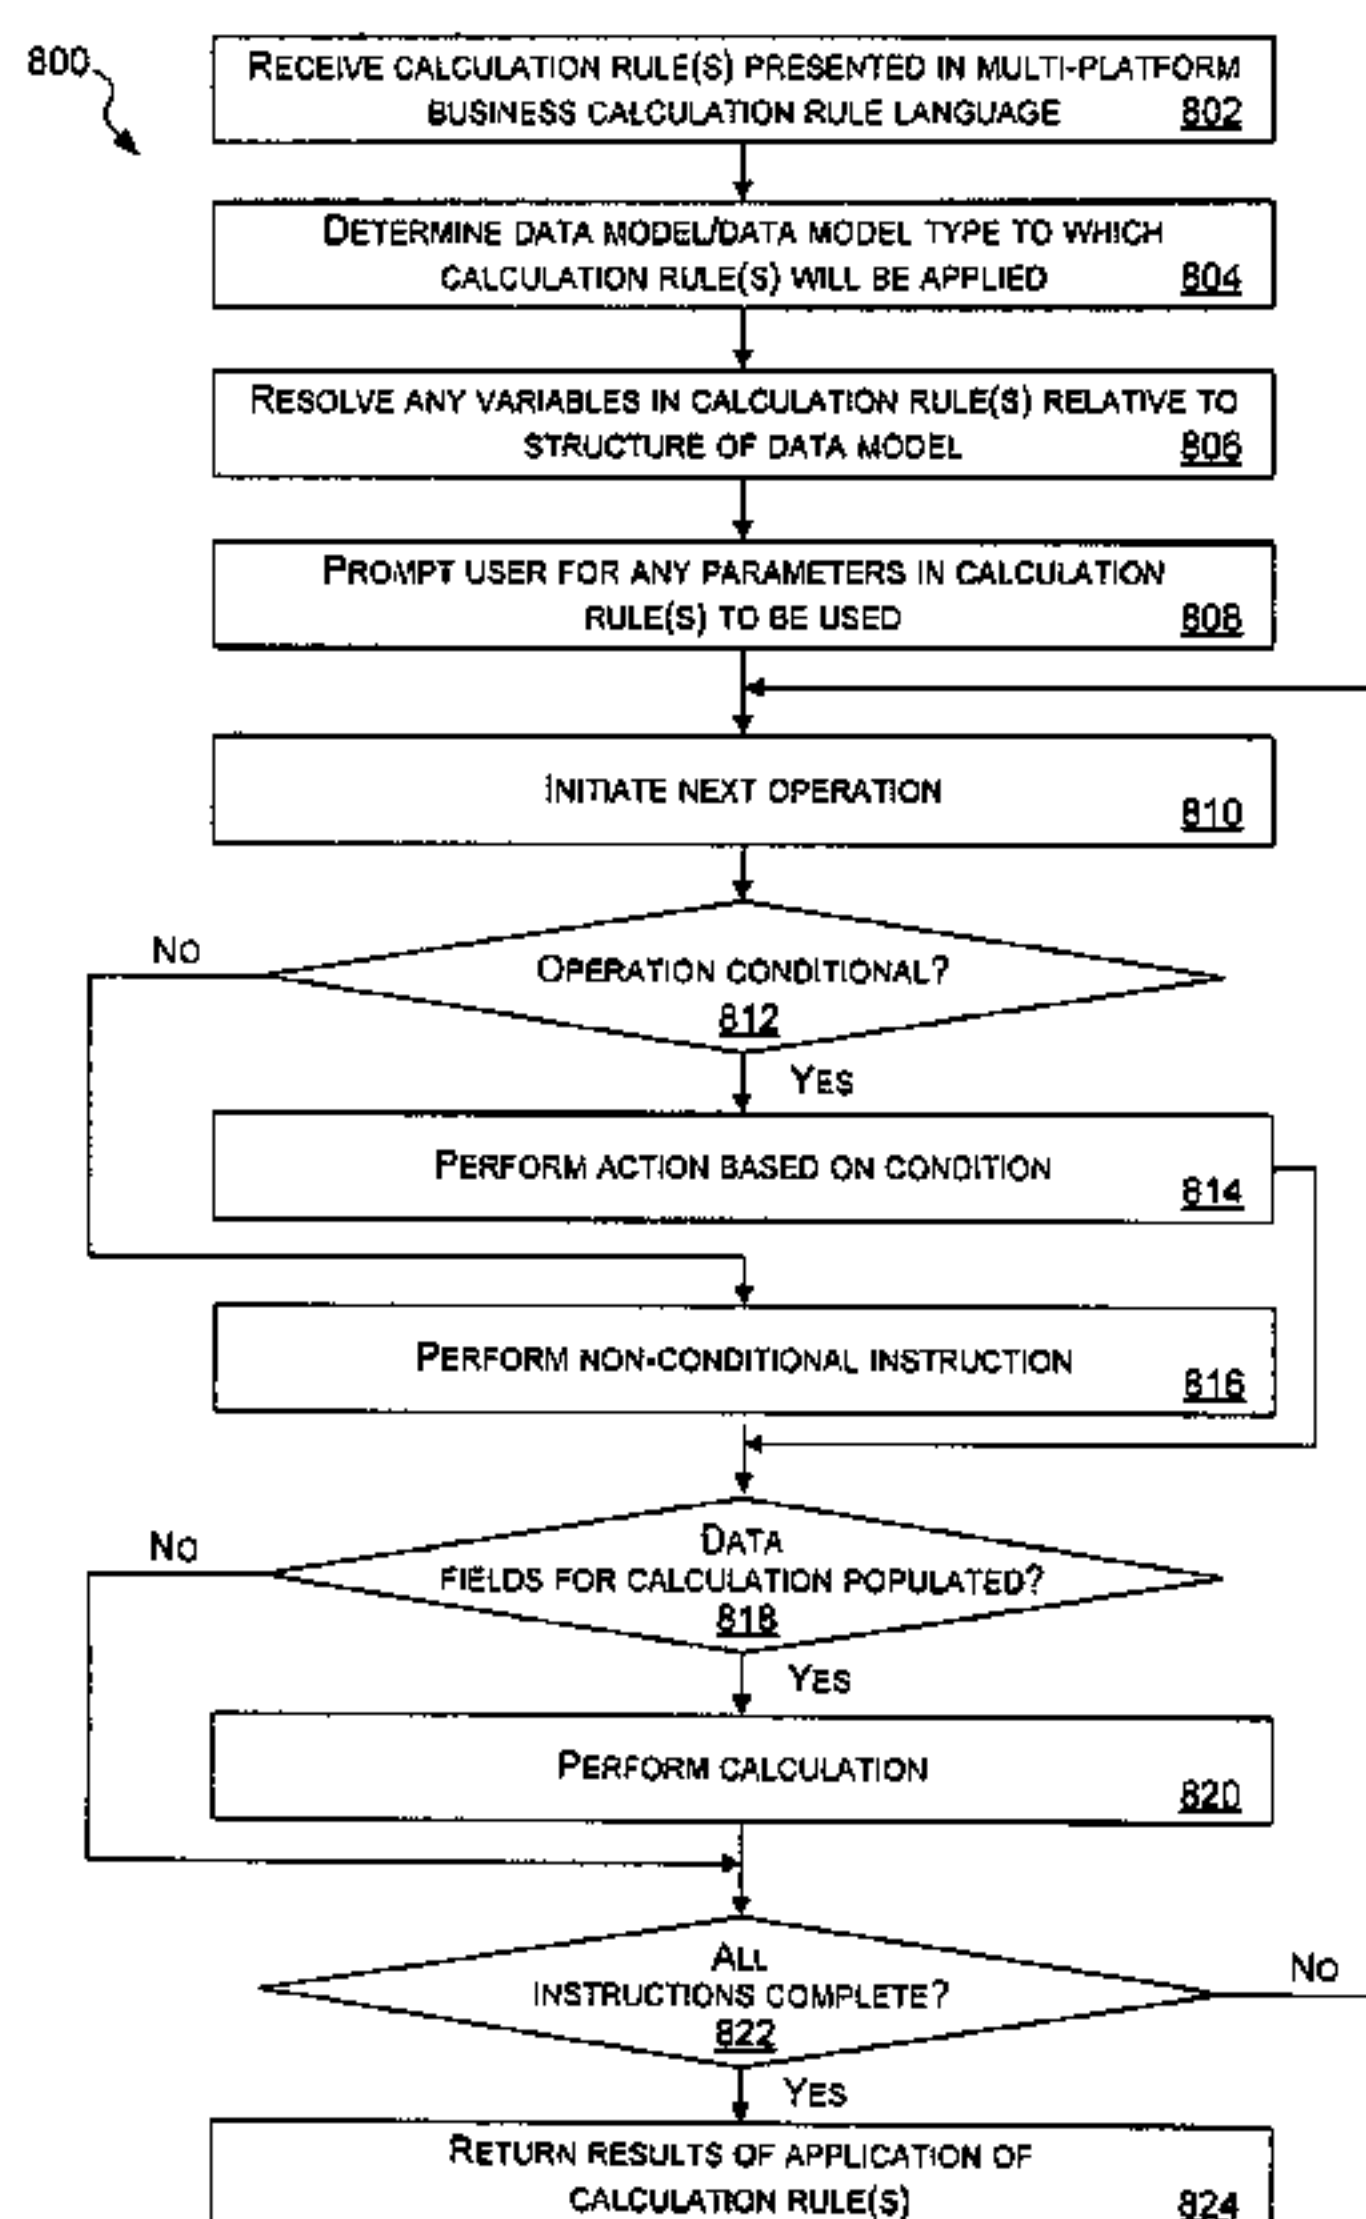 800
RECEIVE CALCULATION RULE(S) PRESENTED IN MULTI-PLATFORM
BUSINESS CALCULATION RULE LANGUAGE 802
DETERMINE DATA MODEL/DATA MODEL TYPE TO WHICH
CALCULATION RULE(S) WILL BE APPLIED 804
RESOLVE ANY VARIABLES IN CALCULATION RULE(S) RELATIVE TO
STRUCTURE OF DATA MODEL 806
PROMPT USER FOR ANY PARAMETERS IN CALCULATION
RULE(S) TO BE USED 808
INITIATE NEXT OPERATION
810
NO
OPERATION CONDITIONAL?
812
YES
PERFORM ACTION BASED ON CONDITION
814
PERFORM NON-CONDITIONAL INSTRUCTION
816
NO
DATA
FIELDS FOR CALCULATION POPULATED?
818
YES
PERFORM CALCULATION
820
ALL
INSTRUCTIONS COMPLETE?
822
NO
YES
RETURN RESULTS OF APPLICATION OF
CALCULATION RULE(S) 824